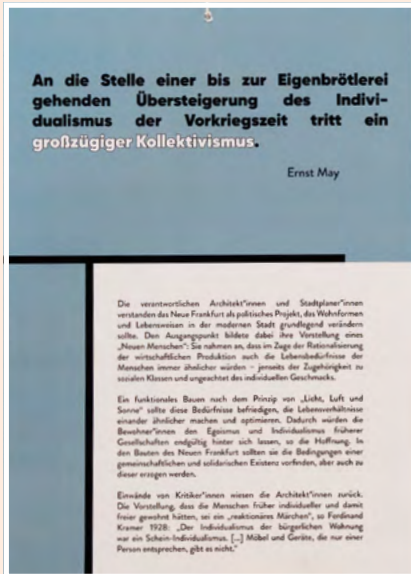 An die Stelle einer bis zur Eigenbrötlerei
gehenden Übersteigerung des Indivi-
dualismus der Vorkriegszeit tritt ein
großzügiger Kollektivismus.
Ernst May
Die verantwortlichen Architekt*innen und Stadtplaner*innen
verstanden das Neue Frankfurt als politisches Projekt, das Wohnformen
und Lebensweisen in der modernen Stadt grundlegend verändern
sollte. Den Ausgangspunkt bildete dabei ihre Vorstellung eines
„Neuen Menschen“: Sie nahmen an, dass im Zuge der Rationalisierung
der wirtschaftlichen Produktion auch die Lebensbedürfnisse der
Menschen immer ähnlicher würden – jenseits der Zugehörigkeit zu
sozialen Klassen und ungeachtet des individuellen Geschmacks.
Ein funktionales Bauen nach dem Prinzip von „Licht, Luft und
Sonne“ sollte diese Bedürfnisse befriedigen, die Lebensverhältnisse
einander ähnlicher machen und optimieren. Dadurch würden die
Bewohner*innen den Egoismus und Individualismus früherer
Gesellschaften endgültig hinter sich lassen, so die Hoffnung. In
den Bauten des Neuen Frankfurt sollten sie die Bedingungen einer
gemeinschaftlichen und solidarischen Existenz vorfinden, aber auch zu
dieser erzogen werden.
Einwände von Kritiker*innen wiesen die Architekt*innen zurück.
Die Vorstellung, dass die Menschen früher individueller und damit
freier gewohnt hätten, sei ein „reaktionäres Märchen“, so Ferdinand
Kramer 1928: „Der Individualismus der bürgerlichen Wohnung
war ein Schein-Individualismus. [...] Möbel und Geräte, die nur einer
Person entsprechen, gibt es nicht.“